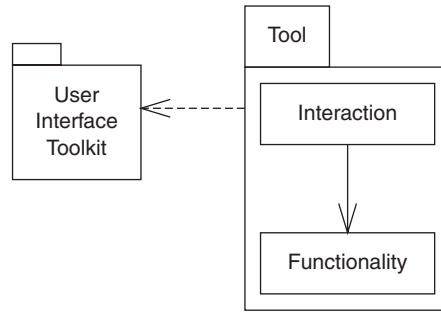 Tool
User
Interface
Toolkit
Interaction
Functionality